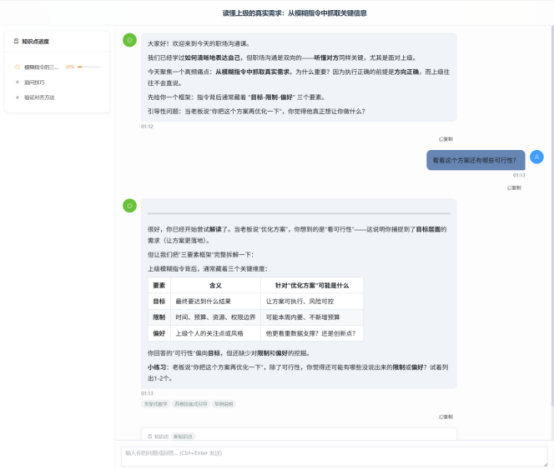 读懂上级的真实需求：从模糊指令中抓取关键信息
知识点进度
模糊指令的三...
追问技巧
大家好！欢迎来到今天的职场沟通课。
我们已经学过如何清晰地表达自己，但职场沟通是双向的——听懂对方同样关键，尤其是面对上级。
今天聚焦一个高频痛点：从模糊指令中抓取真实需求。为什么重要？因为执行正确的前提是方向正确，而上级往往不会直说。
先给你一个框架：指令背后通常藏着 "目标-限制-偏好" 三个要素。
引导性问题：当老板说"你把这个方案再优化一下"，你觉得他真正想让你做什么？
01:12
复制
看看这个方案还有哪些可行性？
01:13
复制
很好，你已经开始尝试解读了。当老板说"优化方案"，你想到的是"看可行性"——这说明你捕捉到了目标层面的需求（让方案更落地）。
但让我们把"三要素框架"完整拆解一下：
上级模糊指令背后，通常藏着三个关键维度：
要素 含义 针对"优化方案"可能是什么
目标 最终要达到什么结果 让方案可执行、风险可控
限制 时间、预算、资源、权限边界 可能本周内要、不新增预算
偏好 上级个人的关注点或风格 他更看重数据支撑？还是创新点？
你回答的"可行性"偏向目标，但还缺少对限制和偏好的挖掘。
小练习：老板说"你把这个方案再优化一下"，除了可行性，你觉得还可能有哪些没说出来的限制或偏好？试着列出1-2个。
01:13
复制
输入你的问题或回答... (Ctrl+Enter 发送)